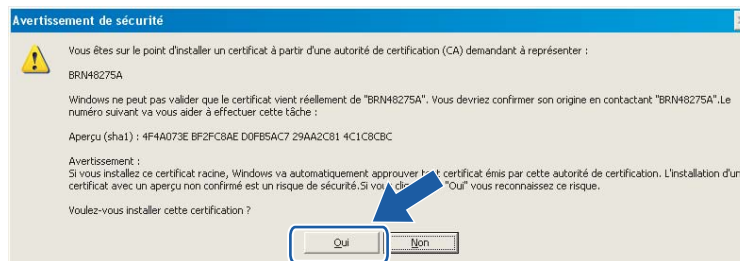 Avertissement de sécurité
Vous êtes sur le point d'installer un certificat à partir d'une autorité de certification (CA) demandant à représenter :
BRN48275A
Windows ne peut pas valider que le certificat vient réellement de "BRN48275A". Vous devriez confirmer son origine en contactant "BRN48275A".Le
numéro suivant va vous aider à effectuer cette tâche :
Aperçu (sha1) : 4F4A073E BF2FC8AE D0FB5AC7 29AA2C81 4C1C8CBC
Avertissement :
Si vous installez ce certificat racine, Windows va automatiquement approuver tout certificat émis par cette autorité de certification. L'installation d'un
certificat avec un aperçu non confirmé est un risque de sécurité.Si vous "Oui" vous reconnaissez ce risque.
Voulez-vous installer cette certification ?
Oui Non